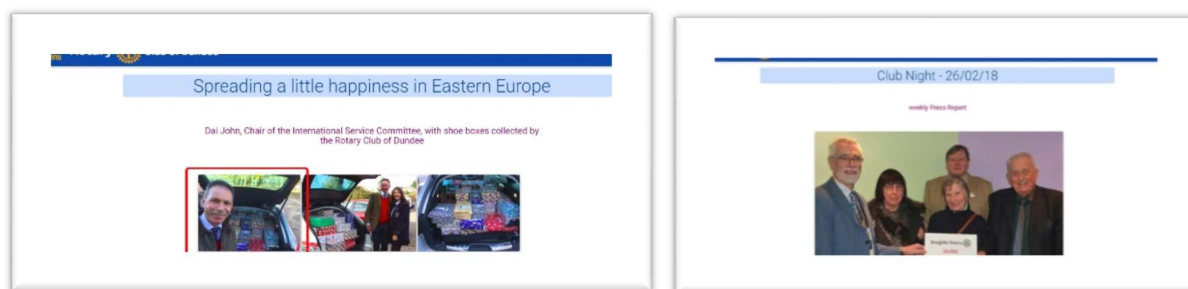 Spreading a little happiness in Eastern Europe
Dai John, Chair of the International Service Committee, with shoe boxes collected by
the Rotary Club of Dundee
Club Night - 26/02/18
weekly Press Report